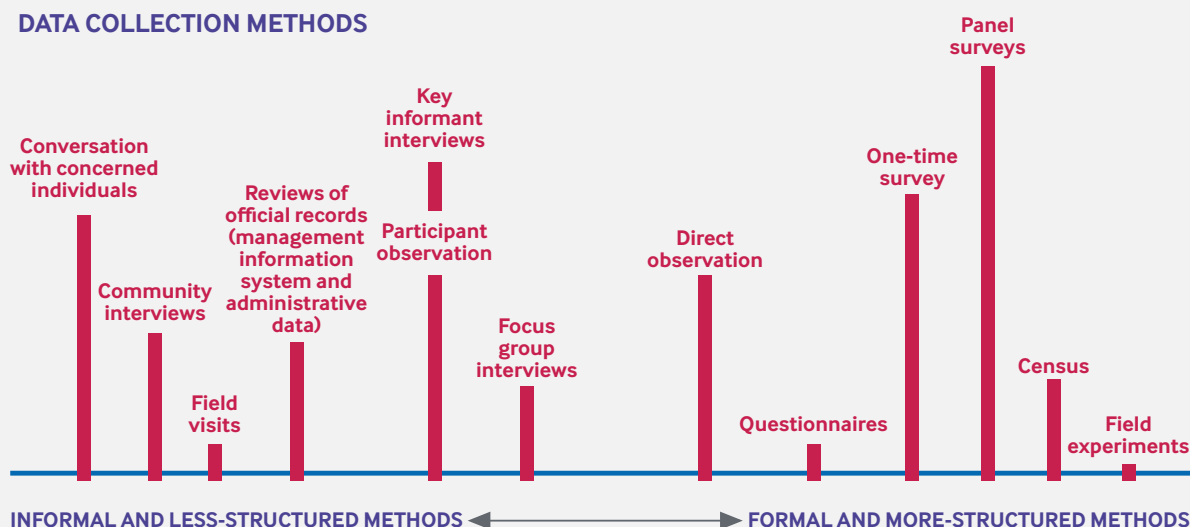 DATA COLLECTION METHODS
Conversation
with concerned
individuals
Community
interviews
Field
visits
Reviews of
official records
(management
information
system and
administrative
data)
Key
informant
interviews
Participant
observation
Focus
group
interviews
Direct
observation
Questionnaires
One-time
survey
Panel
surveys
Census
Field
experiments
INFORMAL AND LESS-STRUCTURED METHODS
FORMAL AND MORE-STRUCTURED METHODS